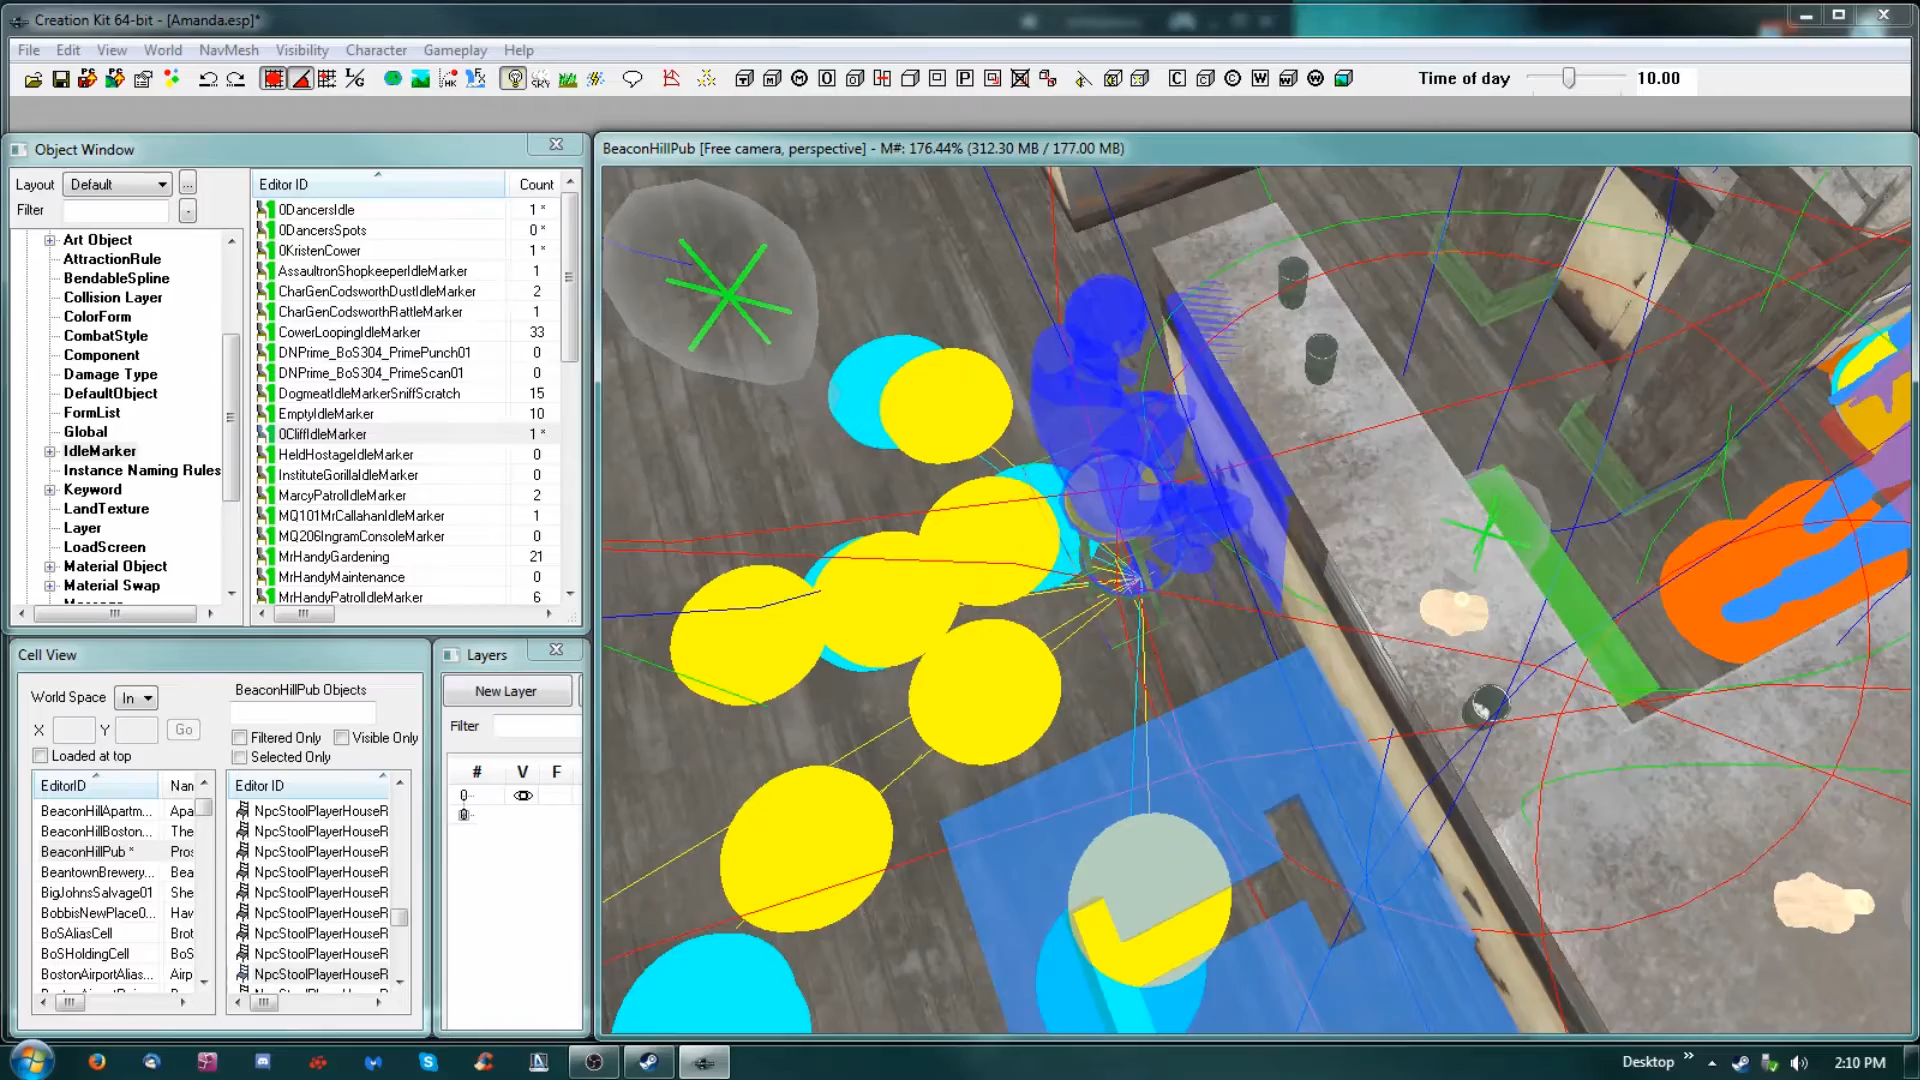 Creation Kit 64-bit - [Amanda.esp]*
File Edit View World NavMesh Visibility Character Gameplay Help
Time of day 10.00
Object Window
Layout Default ...
Filter
Art Object
AttractionRule
BendableSpline
Collision Layer
ColorForm
CombatStyle
Component
Damage Type
DefaultObject
FormList
Global
IdleMarker
Instance Naming Rules
Keyword
LandTexture
Layer
LoadScreen
Material Object
Material Swap
Editor ID Count
0DancersIdle 1 *
0DancersSpots 0 *
0KristenCower 1 *
AssaultronShopkeeperIdleMarker 1
CharGenCodsworthDustIdleMarker 2
CharGenCodsworthRattleMarker 1
CowerLoopingIdleMarker 33
DNPrime_BoS304_PrimePunch01 0
DNPrime_BoS304_PrimeScan01 0
DogmeatIdleMarkerSniffScratch 15
EmptyIdleMarker 10
0CliffIdleMarker 1 *
HeldHostageIdleMarker 0
InstituteGorillaIdleMarker 0
MarcyPatrolIdleMarker 2
MQ101MrCallahanIdleMarker 1
MQ206IngramConsoleMarker 0
MrHandyGardening 21
MrHandyMaintenance 0
MrHandyPatrolIdleMarker 6
BeaconHillPub [Free camera, perspective] - M#: 176.44% (312.30 MB / 177.00 MB)
Cell View
World Space In
X Y Go
Loaded at top
BeaconHillPub Objects
Filtered Only Visible Only
Selected Only
EditorID Nan
BeaconHillApartm... Apa
BeaconHillBoston... The
BeaconHillPub * Pros
BeantownBrewery... Bea
BigJohnsSalvage01 She
BobbisNewPlace0... Hav
BoSAliasCell Brot
BoSHoldingCell BoS
BostonAirportAlias... Airp
Editor ID
NpcStoolPlayerHouseR
NpcStoolPlayerHouseR
NpcStoolPlayerHouseR
NpcStoolPlayerHouseR
NpcStoolPlayerHouseR
NpcStoolPlayerHouseR
NpcStoolPlayerHouseR
NpcStoolPlayerHouseR
NpcStoolPlayerHouseR
Layers
New Layer
Filter
# V F
Desktop
2:10 PM